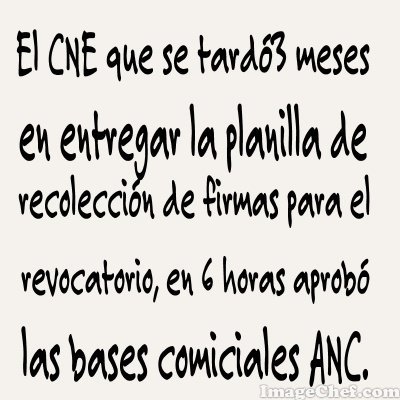 El CNE que se tardó3 meses
en entregar la planilla de
recolección de firmas para el
revocatorio, en 6 horas aprobó
las bases comiciales ANC.
ImageChef.com